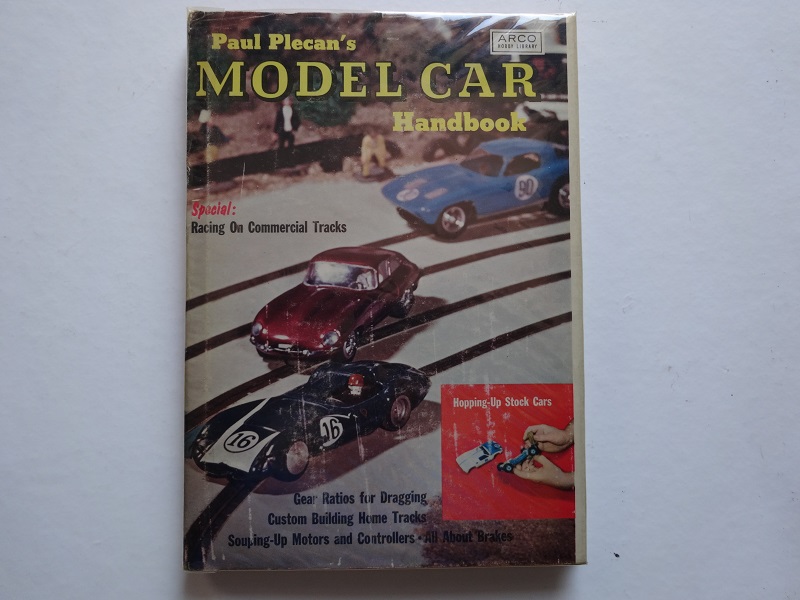 Paul Plecan's
ARCO
HOBBY LIBRARY
MODEL CAR
Handbook
90
Special:
Racing On Commercial Tracks
16
16
Hopping-Up Stock Cars
Gear Ratios for Dragging
Custom Building Home Tracks
Souping-Up Motors and Controllers • All About Brakes